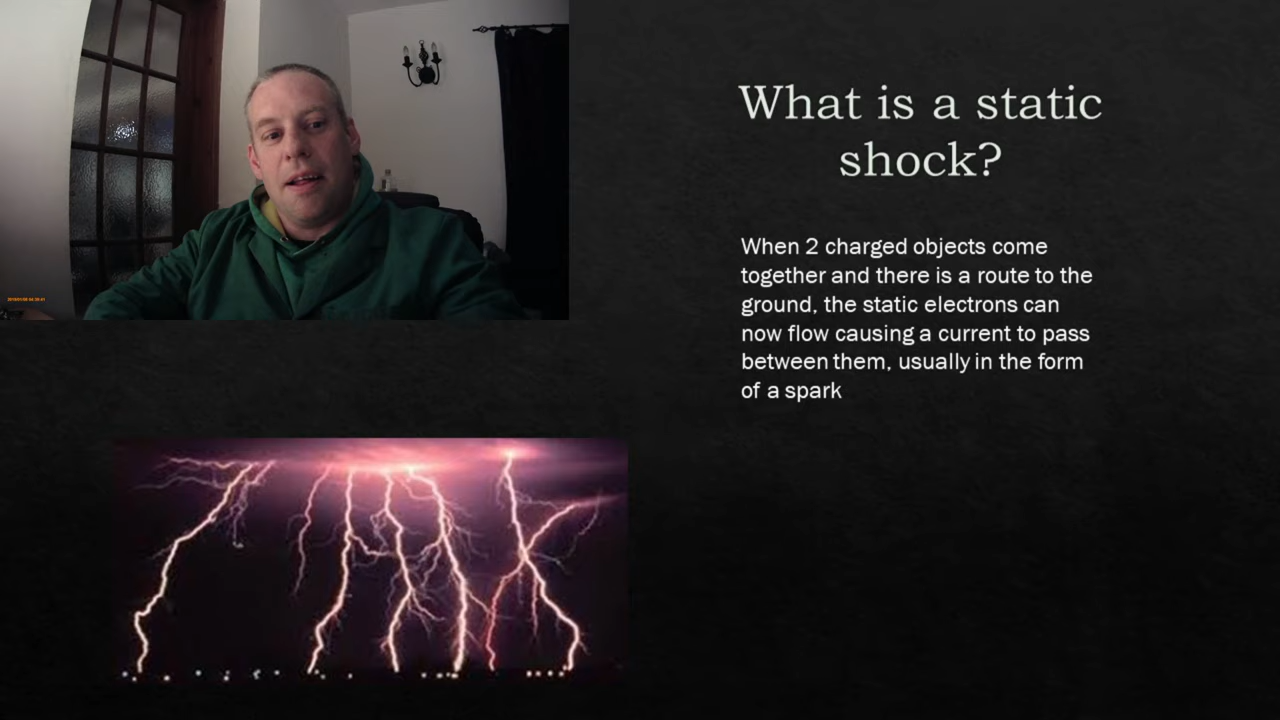 What is a static
shock?
When 2 charged objects come
together and there is a route to the
ground, the static electrons can
now flow causing a current to pass
between them, usually in the form
of a spark